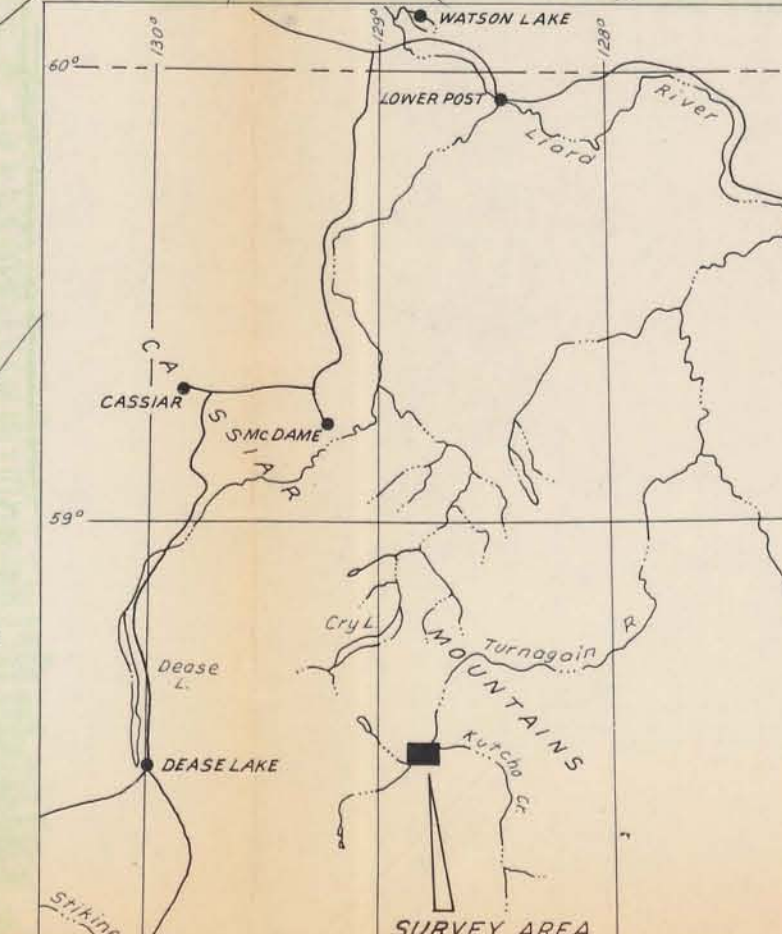 130°
129°
128°
WATSON LAKE
60°
LOWER POST
River
Liard
CASSIAR
CASSIAR
McDAME
59°
Cry L.
MOUNTAINS
Turnagain R
Dease
L.
DEASE LAKE
Kutcho Cr.
Stikine
SURVEY AREA